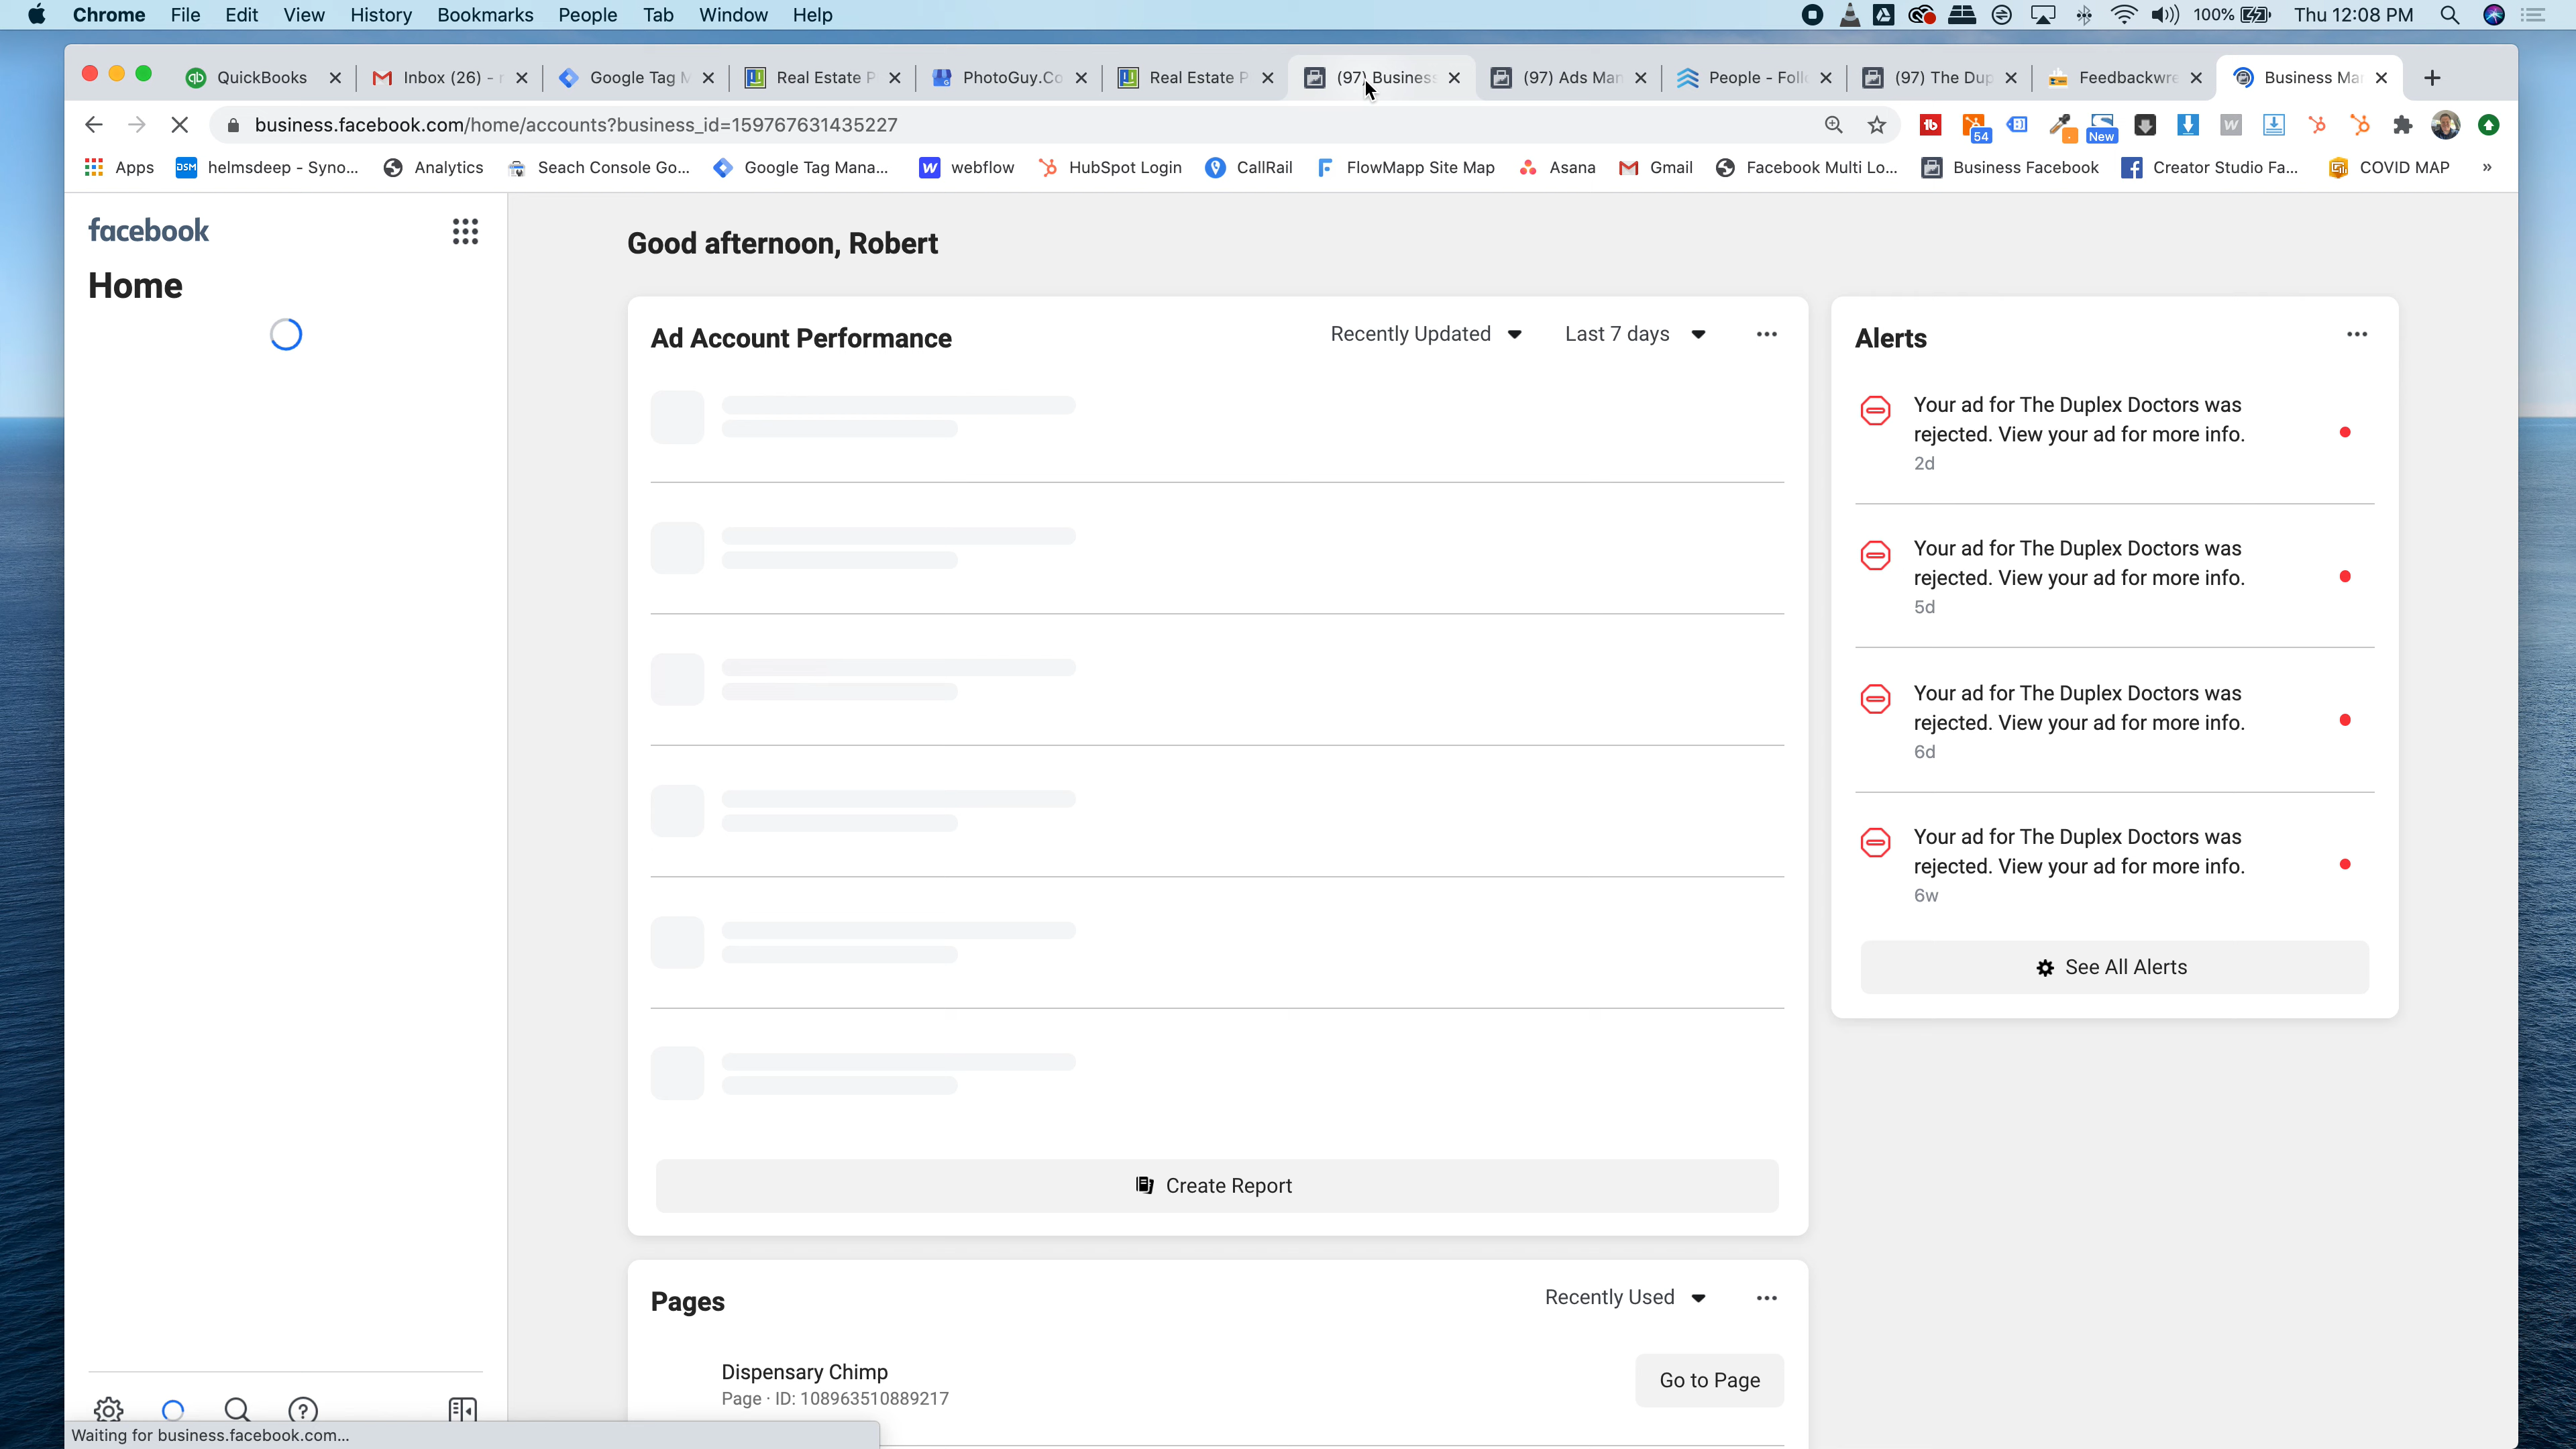 Chrome File Edit View History Bookmarks People Tab Window Help
100% Thu 12:08 PM
QuickBooks Inbox (26) - Google Tag M Real Estate P PhotoGuy.Co Real Estate P (97) Business (97) Ads Man People - Foll (97) The Dup Feedbackwre Business Ma
business.facebook.com/home/accounts?business_id=159767631435227
54 New
Apps helmsdeep - Syno... Analytics Seach Console Go... Google Tag Mana... webflow HubSpot Login CallRail FlowMapp Site Map Asana Gmail Facebook Multi Lo... Business Facebook Creator Studio Fa... COVID MAP »
facebook
Home
Good afternoon, Robert
Ad Account Performance
Recently Updated
Last 7 days
Create Report
Alerts
Your ad for The Duplex Doctors was
rejected. View your ad for more info.
2d
Your ad for The Duplex Doctors was
rejected. View your ad for more info.
5d
Your ad for The Duplex Doctors was
rejected. View your ad for more info.
6d
Your ad for The Duplex Doctors was
rejected. View your ad for more info.
6w
See All Alerts
Pages
Recently Used
Dispensary Chimp
Page · ID: 108963510889217
Go to Page
Waiting for business.facebook.com...